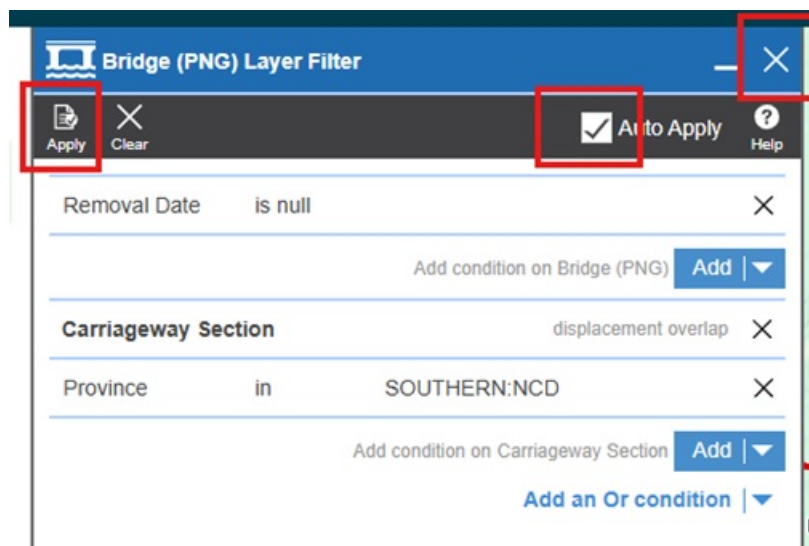 Bridge (PNG) Layer Filter
Apply
Clear
Auto Apply
Help
Removal Date is null
Add condition on Bridge (PNG) Add
Carriageway Section displacement overlap
Province in SOUTHERN:NCD
Add condition on Carriageway Section Add
Add an Or condition